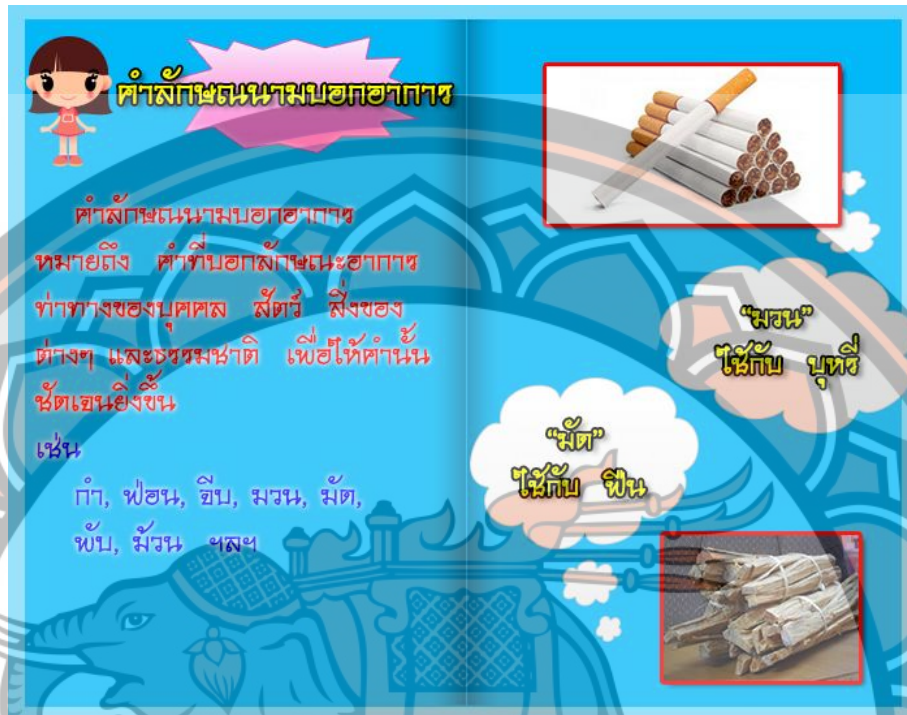 คำลักษณนามบอกอาการ
คำลักษณนามบอกอาการ
หมายถึง คำที่บอกลักษณะอาการ
ท่าทางของบุคคล สัตว์ สิ่งของ
ต่างๆ และธรรมชาติ เพื่อให้คำนั้น
ชัดเจนยิ่งขึ้น
เช่น
กำ, ฟ่อน, จีบ, มวน, มัด,
พับ, ม้วน ฯลฯ
“มวน”
ใช้กับ บุหรี่
“มัด”
ใช้กับ ฟืน